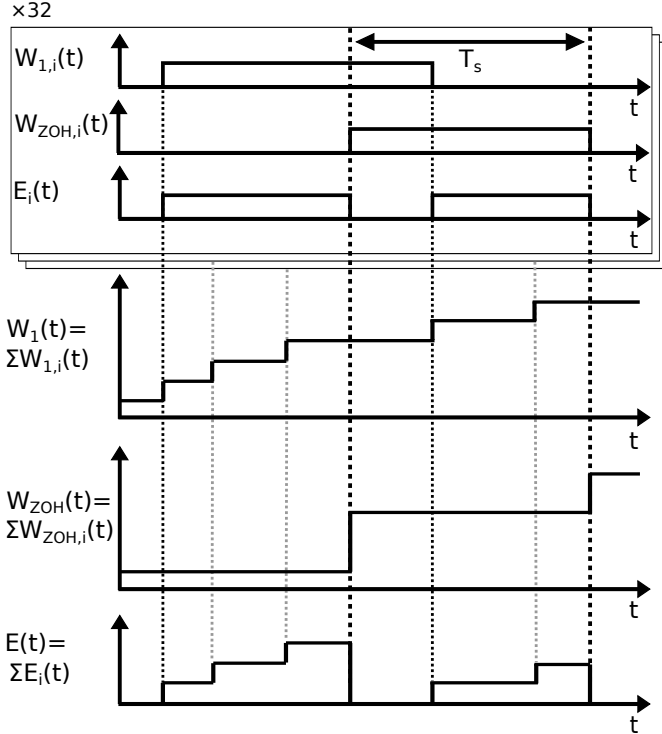 ×32
W1,i(t)
Ts
t
WZOH,i(t)
t
Ei(t)
t
W1(t)=
ΣW1,i(t)
t
WZOH(t)=
ΣWZOH,i(t)
t
E(t)=
ΣEi(t)
t